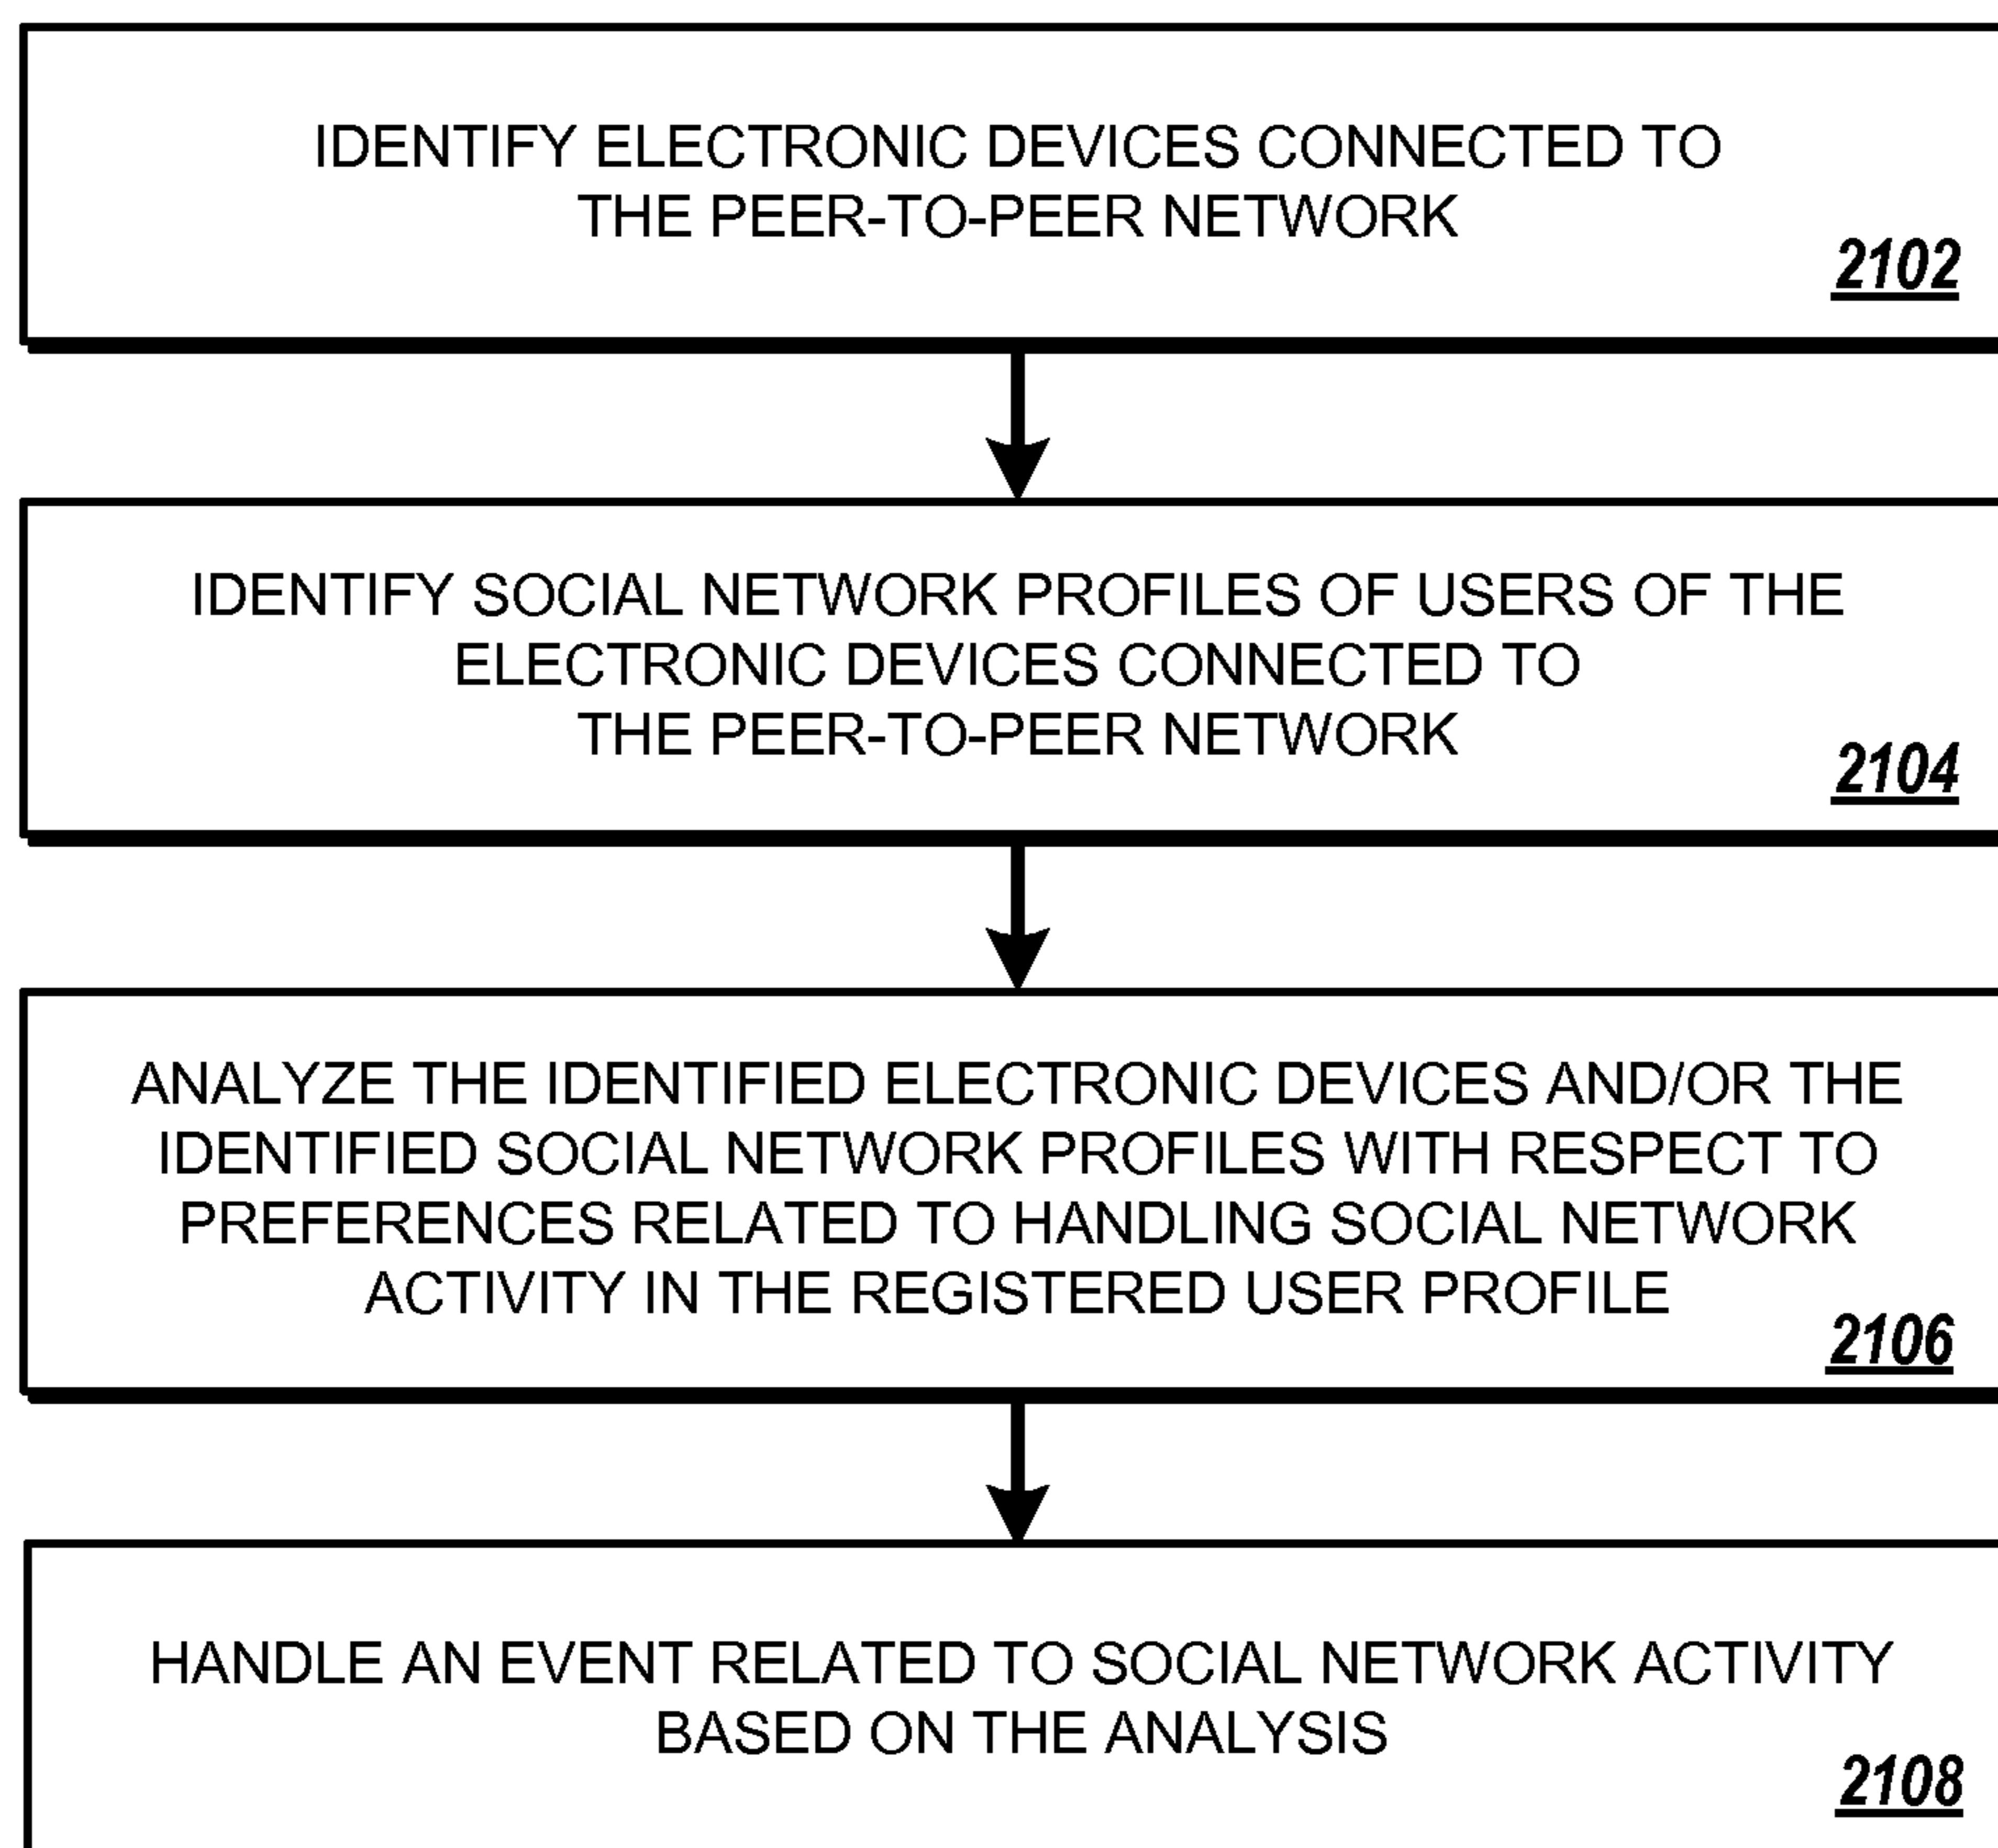 IDENTIFY ELECTRONIC DEVICES CONNECTED TO
THE PEER-TO-PEER NETWORK
2102
IDENTIFY SOCIAL NETWORK PROFILES OF USERS OF THE
ELECTRONIC DEVICES CONNECTED TO
THE PEER-TO-PEER NETWORK
2104
ANALYZE THE IDENTIFIED ELECTRONIC DEVICES AND/OR THE
IDENTIFIED SOCIAL NETWORK PROFILES WITH RESPECT TO
PREFERENCES RELATED TO HANDLING SOCIAL NETWORK
ACTIVITY IN THE REGISTERED USER PROFILE
2106
HANDLE AN EVENT RELATED TO SOCIAL NETWORK ACTIVITY
BASED ON THE ANALYSIS
2108